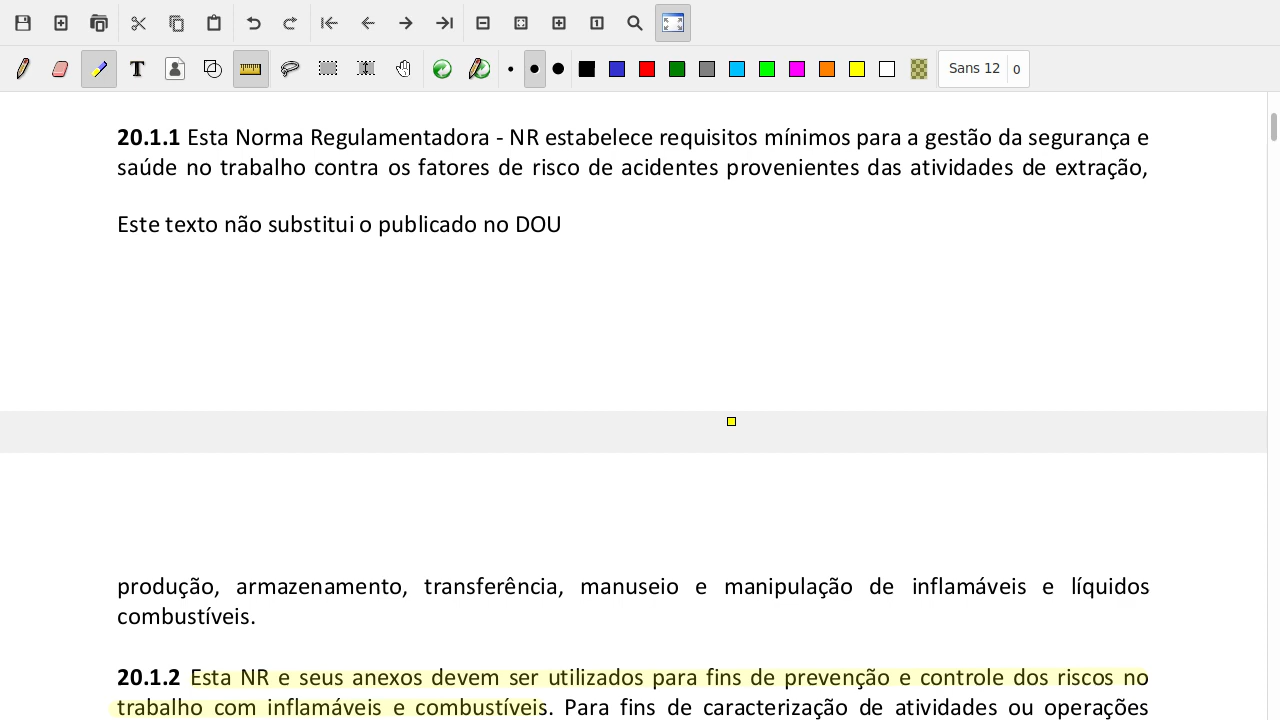 Sans 12 0
20.1.1 Esta Norma Regulamentadora - NR estabelece requisitos mínimos para a gestão da segurança e
saúde no trabalho contra os fatores de risco de acidentes provenientes das atividades de extração,
Este texto não substitui o publicado no DOU
produção, armazenamento, transferência, manuseio e manipulação de inflamáveis e líquidos
combustíveis.
20.1.2 Esta NR e seus anexos devem ser utilizados para fins de prevenção e controle dos riscos no
trabalho com inflamáveis e combustíveis. Para fins de caracterização de atividades ou operações